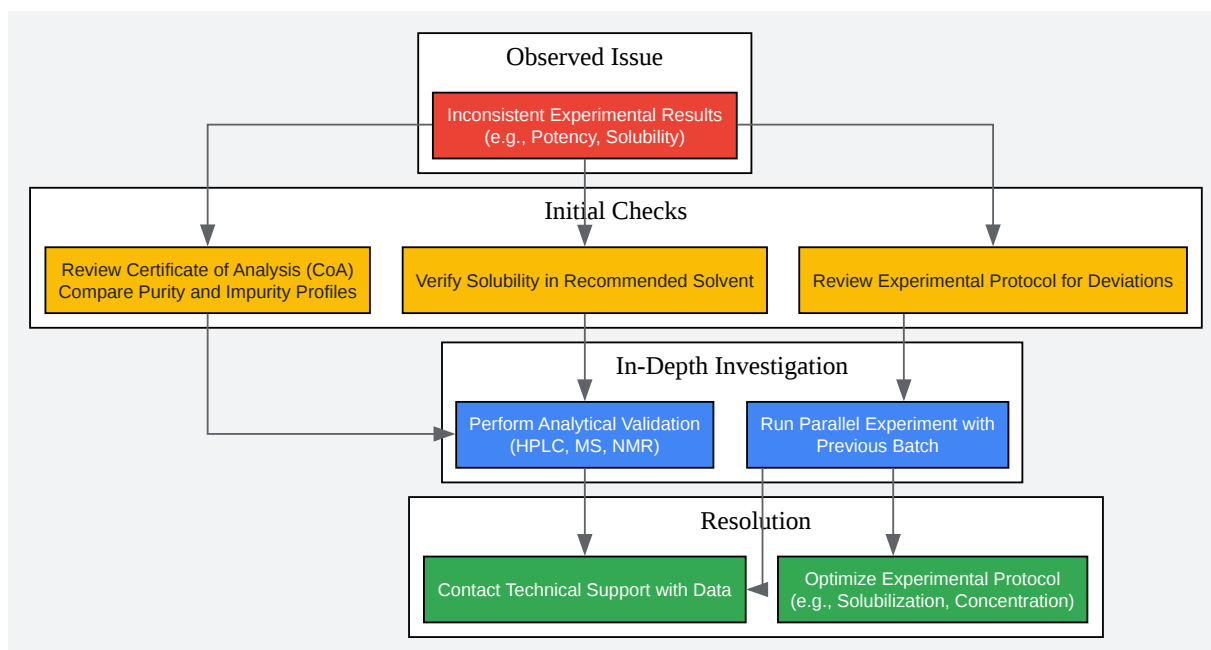 Observed Issue
Inconsistent Experimental Results
(e.g., Potency, Solubility)
Initial Checks
Review Certificate of Analysis (CoA)
Compare Purity and Impurity Profiles
Verify Solubility in Recommended Solvent
Review Experimental Protocol for Deviations
In-Depth Investigation
Perform Analytical Validation
(HPLC, MS, NMR)
Run Parallel Experiment with
Previous Batch
Resolution
Contact Technical Support with Data
Optimize Experimental Protocol
(e.g., Solubilization, Concentration)